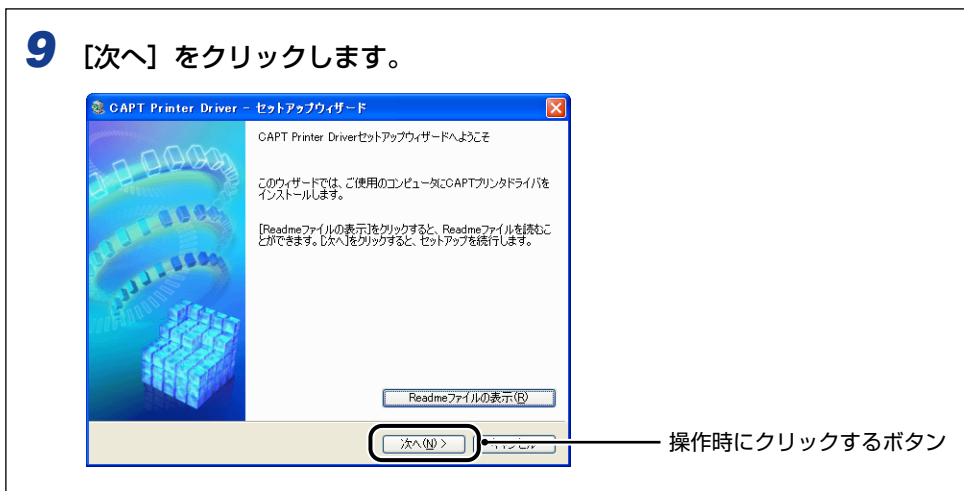 9 [次へ] をクリックします。
CAPT Printer Driver - セットアップウィザード
CAPT Printer Driverセットアップウィザードへようこそ
このウィザードでは、ご使用のコンピュータにCAPTプリンタドライバを
インストールします。
[Readmeファイルの表示]をクリックすると、Readmeファイルを読むこ
とができます。[次へ]をクリックすると、セットアップを続行します。
Readmeファイルの表示(R)
次へ(N) >
操作時にクリックするボタン